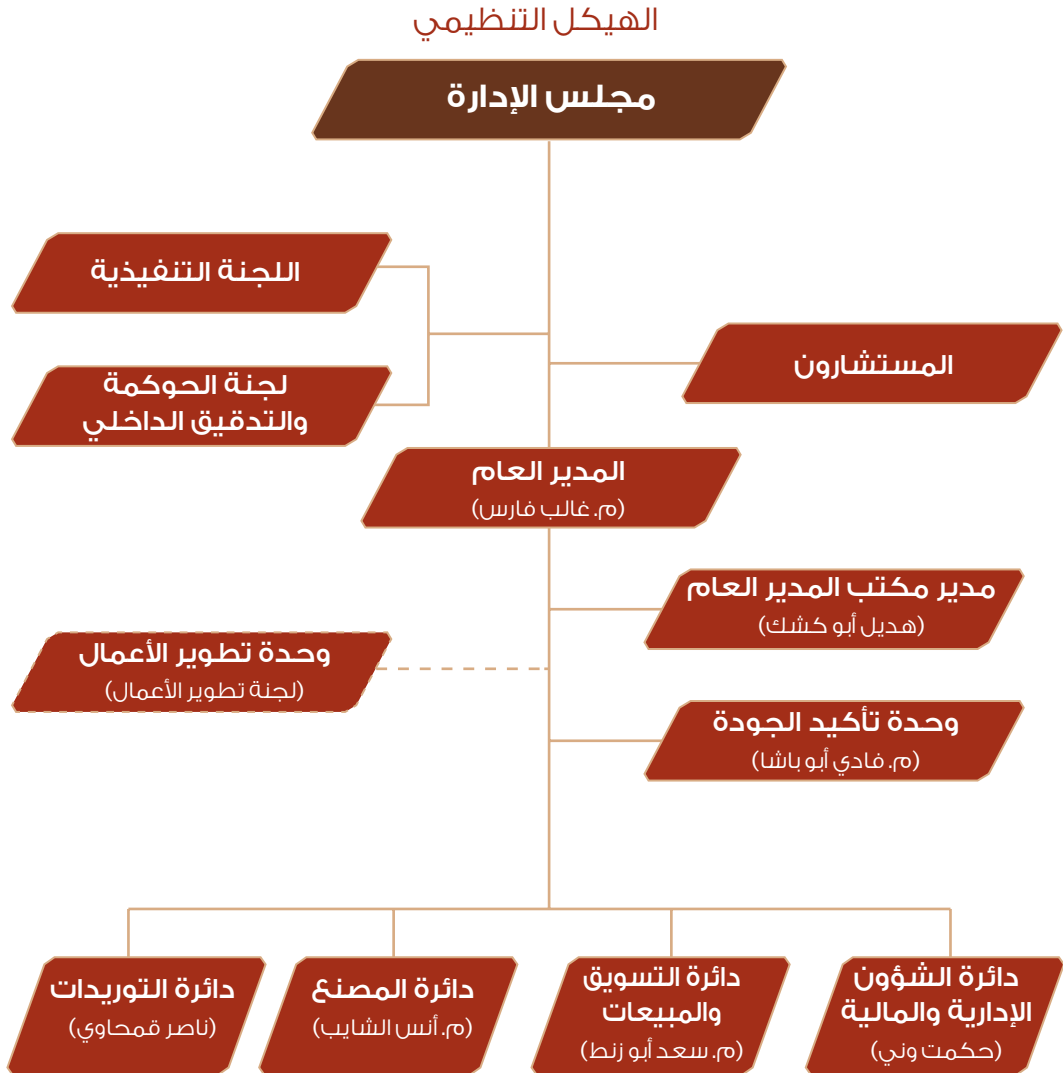 الهيكل التنظيمي
مجلس الإدارة
اللجنة التنفيذية
المستشارون
لجنة الحوكمة
والتدقيق الداخلي
المدير العام
(م. غالب فارس)
مدير مكتب المدير العام
(هديل أبو كشك)
وحدة تطوير الأعمال
(لجنة تطوير الأعمال)
وحدة تأكيد الجودة
(م. فادي أبو باشا)
دائرة الشؤون
الإدارية والمالية
(حكمت وني)
دائرة التسويق
والمبيعات
(م. سعد أبو زنط)
دائرة المصنع
(م. أنس الشايب)
دائرة التوريدات
(ناصر قمحاوي)